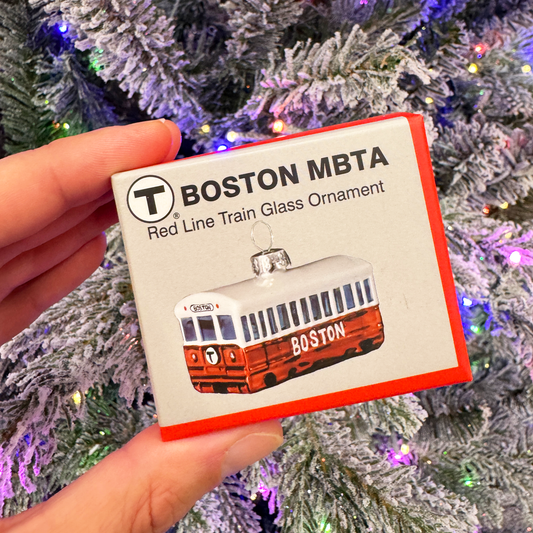 T BOSTON MBTA
®
Red Line Train Glass Ornament
BOSTON
T
BOSTON